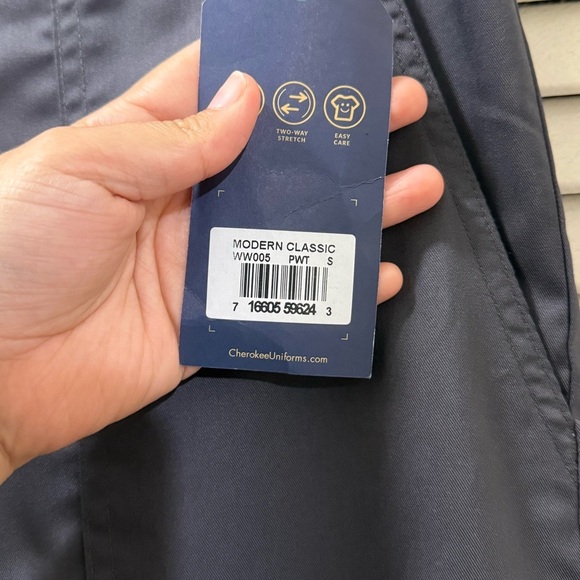 TWO-WAY
STRETCH
EASY
CARE
MODERN CLASSIC
WW005 PWT S
7 16605 59624 3
CherokeeUniforms.com